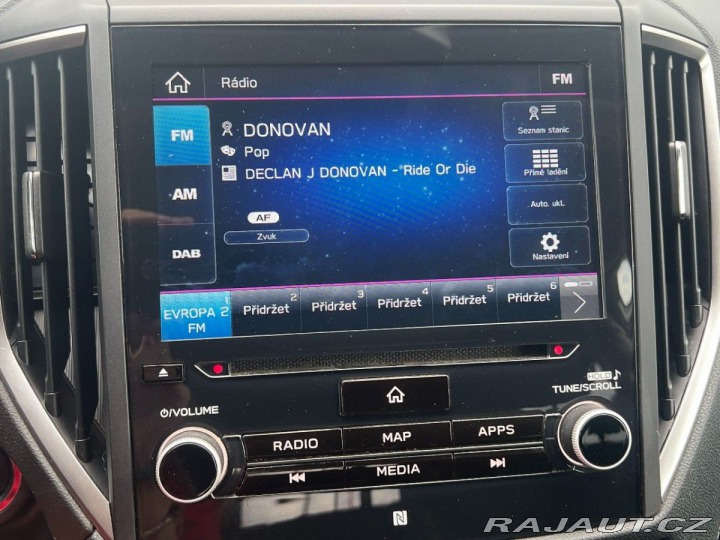 Rádio
FM
FM
AM
DAB
DONOVAN
Pop
DECLAN J DONOVAN - Ride Or Die
AF
Zvuk
Seznam stanic
Přímé ladění
Auto. ukl.
Nastavení
1
EVROPA 2
FM
2
Přidržet
3
Přidržet
4
Přidržet
5
Přidržet
6
Přidržet
/VOLUME
HOLD
TUNE/SCROLL
RADIO
MAP
APPS
MEDIA
N
RAJAUT.CZ